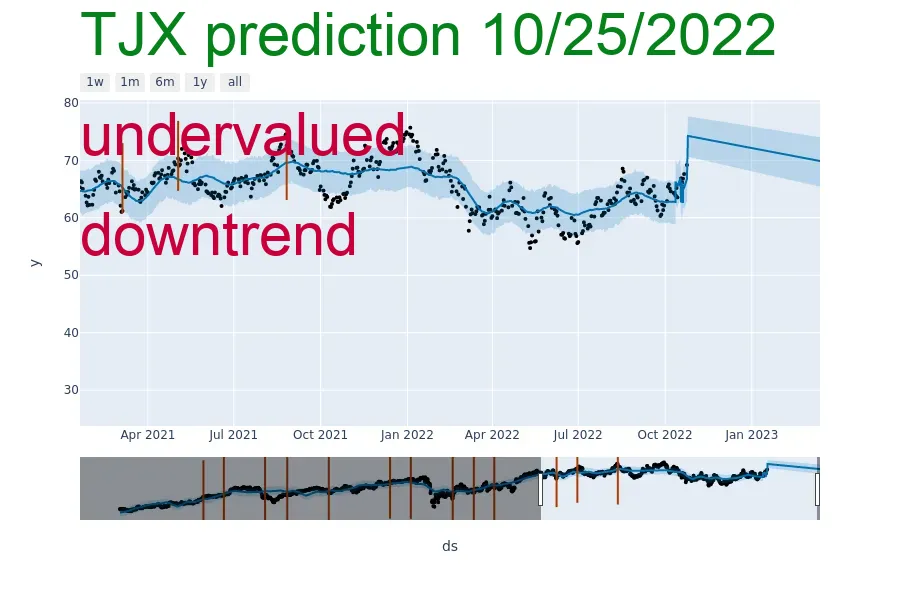 TJX prediction 10/25/2022
1w 1m 6m 1y all
80
undervalued
70
60
downtrend
y
50
40
30
Apr 2021 Jul 2021 Oct 2021 Jan 2022 Apr 2022 Jul 2022 Oct 2022 Jan 2023
ds